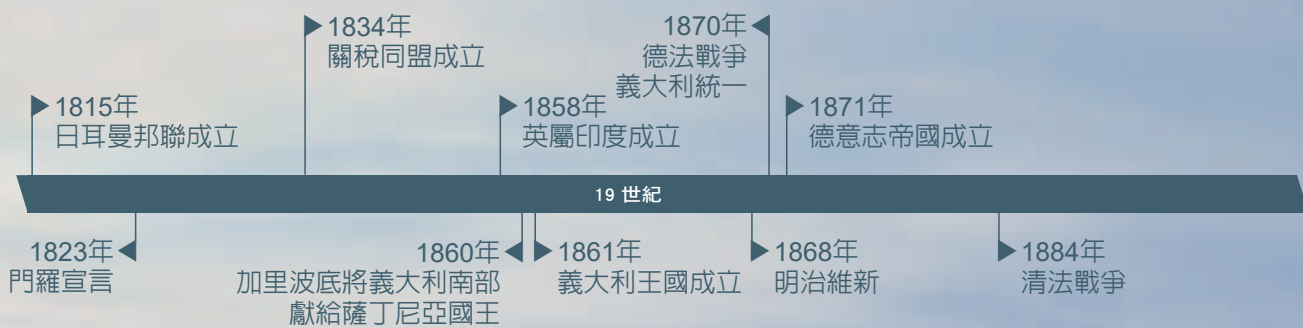 1834年
關稅同盟成立
1870年
德法戰爭
義大利統一
1815年
日耳曼邦聯成立
1858年
英屬印度成立
1871年
德意志帝國成立
19 世紀
1823年
門羅宣言
1860年
加里波底將義大利南部
獻給薩丁尼亞國王
1861年
義大利王國成立
1868年
明治維新
1884年
清法戰爭